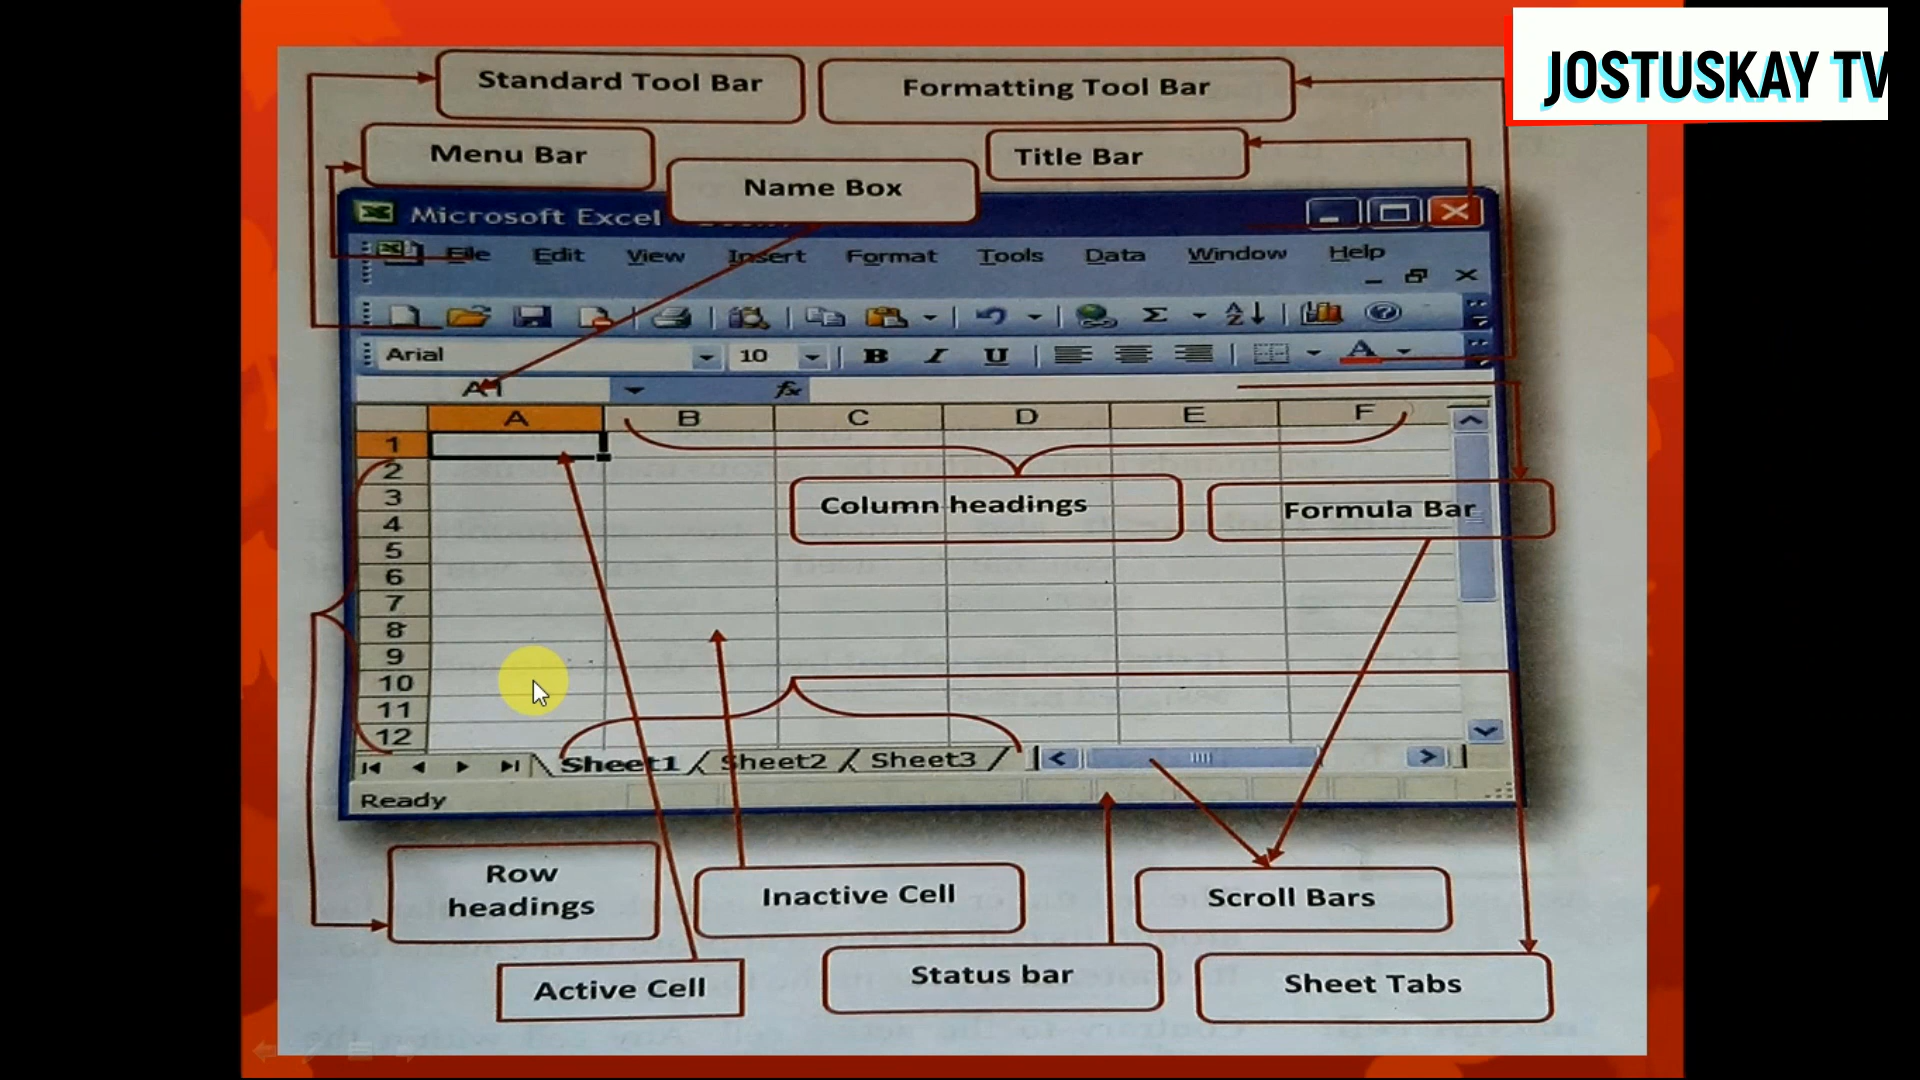 JOSTUSKAY TV
Standard Tool Bar
Formatting Tool Bar
Menu Bar
Title Bar
Name Box
Microsoft Excel
File Edit View Insert Format Tools Data Window Help
Arial 10 B I U
A1 fx
A B C D E F
1
2
3
Column headings
Formula Bar
4
5
6
7
8
9
10
11
12
Sheet1 Sheet2 Sheet3
Ready
Row
headings
Inactive Cell
Scroll Bars
Active Cell
Status bar
Sheet Tabs